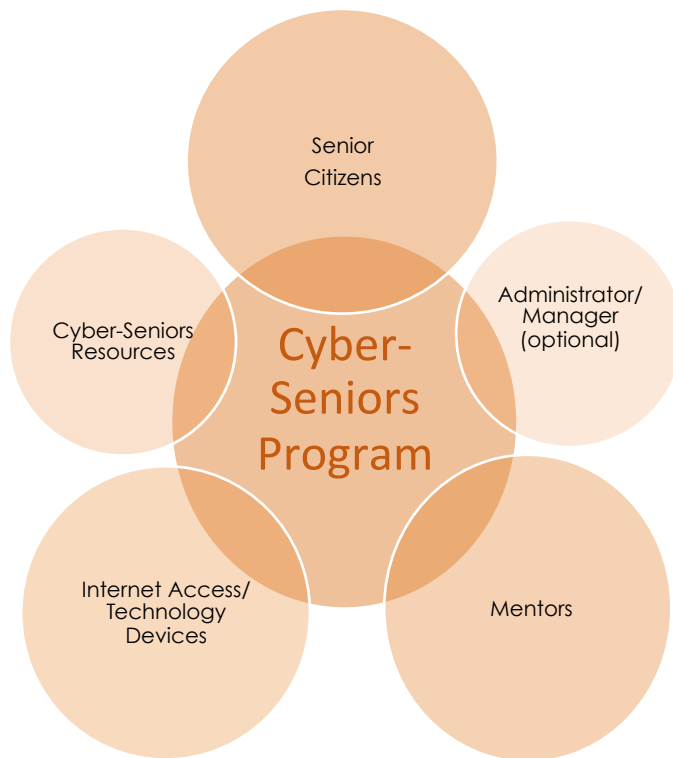 Senior
Citizens
Administrator/
Manager
(optional)
Cyber-Seniors
Resources
Cyber-
Seniors
Program
Internet Access/
Technology
Devices
Mentors